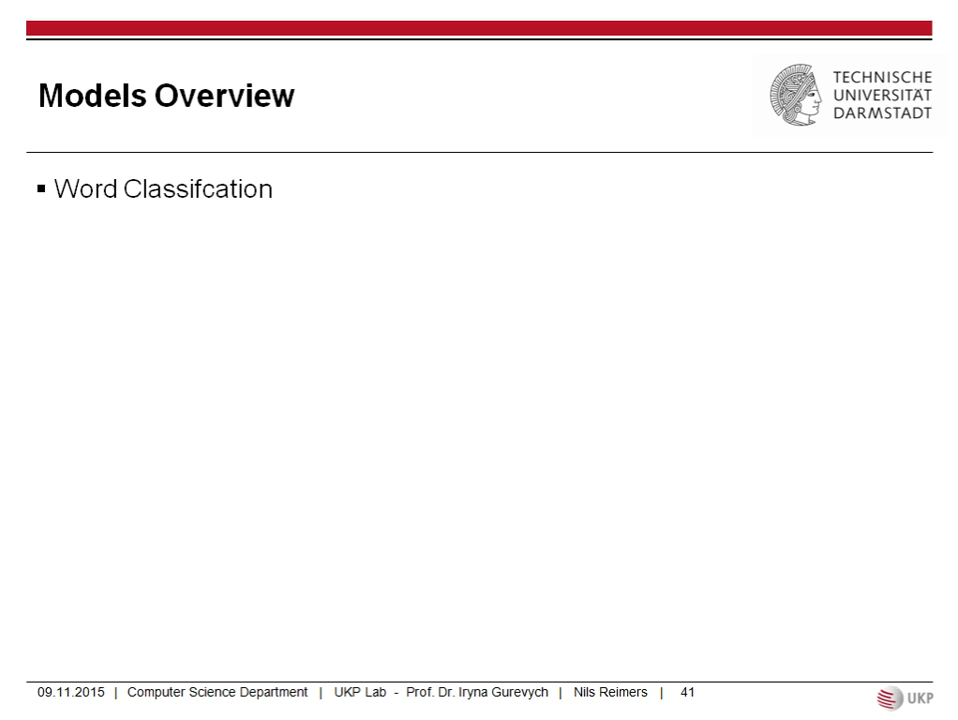 Models Overview
TECHNISCHE
UNIVERSITÄT
DARMSTADT
▪ Word Classifcation
09.11.2015 | Computer Science Department | UKP Lab - Prof. Dr. Iryna Gurevych | Nils Reimers | 41
UKP